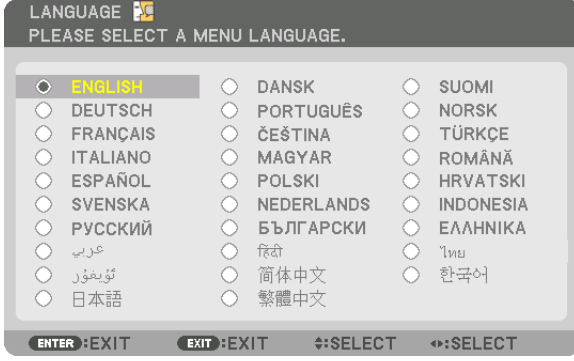 LANGUAGE
PLEASE SELECT A MENU LANGUAGE.
ENGLISH DANSK SUOMI
DEUTSCH PORTUGUÊS NORSK
FRANÇAIS ČEŠTINA TÜRKÇE
ITALIANO MAGYAR ROMÂNĂ
ESPAÑOL POLSKI HRVATSKI
SVENSKA NEDERLANDS INDONESIA
РУССКИЙ БЪЛГАРСКИ ΕΛΛΗΝΙΚΑ
عربي हिंदी ไทย
ئۇيغۇر 简体中文 한국어
日本語 繁體中文
ENTER :EXIT EXIT :EXIT :SELECT :SELECT